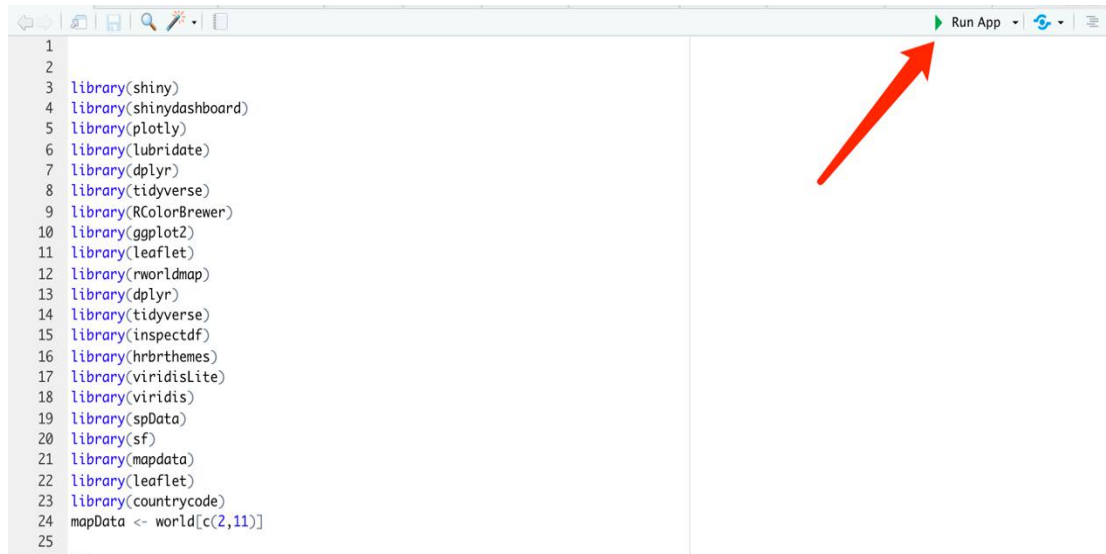 Run App
1
2
3 library(shiny)
4 library(shinydashboard)
5 library(plotly)
6 library(lubridate)
7 library(dplyr)
8 library(tidyverse)
9 library(RColorBrewer)
10 library(ggplot2)
11 library(leaflet)
12 library(rworldmap)
13 library(dplyr)
14 library(tidyverse)
15 library(inspectdf)
16 library(hrbrthemes)
17 library(viridisLite)
18 library(viridis)
19 library(spData)
20 library(sf)
21 library(mapdata)
22 library(leaflet)
23 library(countrycode)
24 mapData <- world[c(2,11)]
25